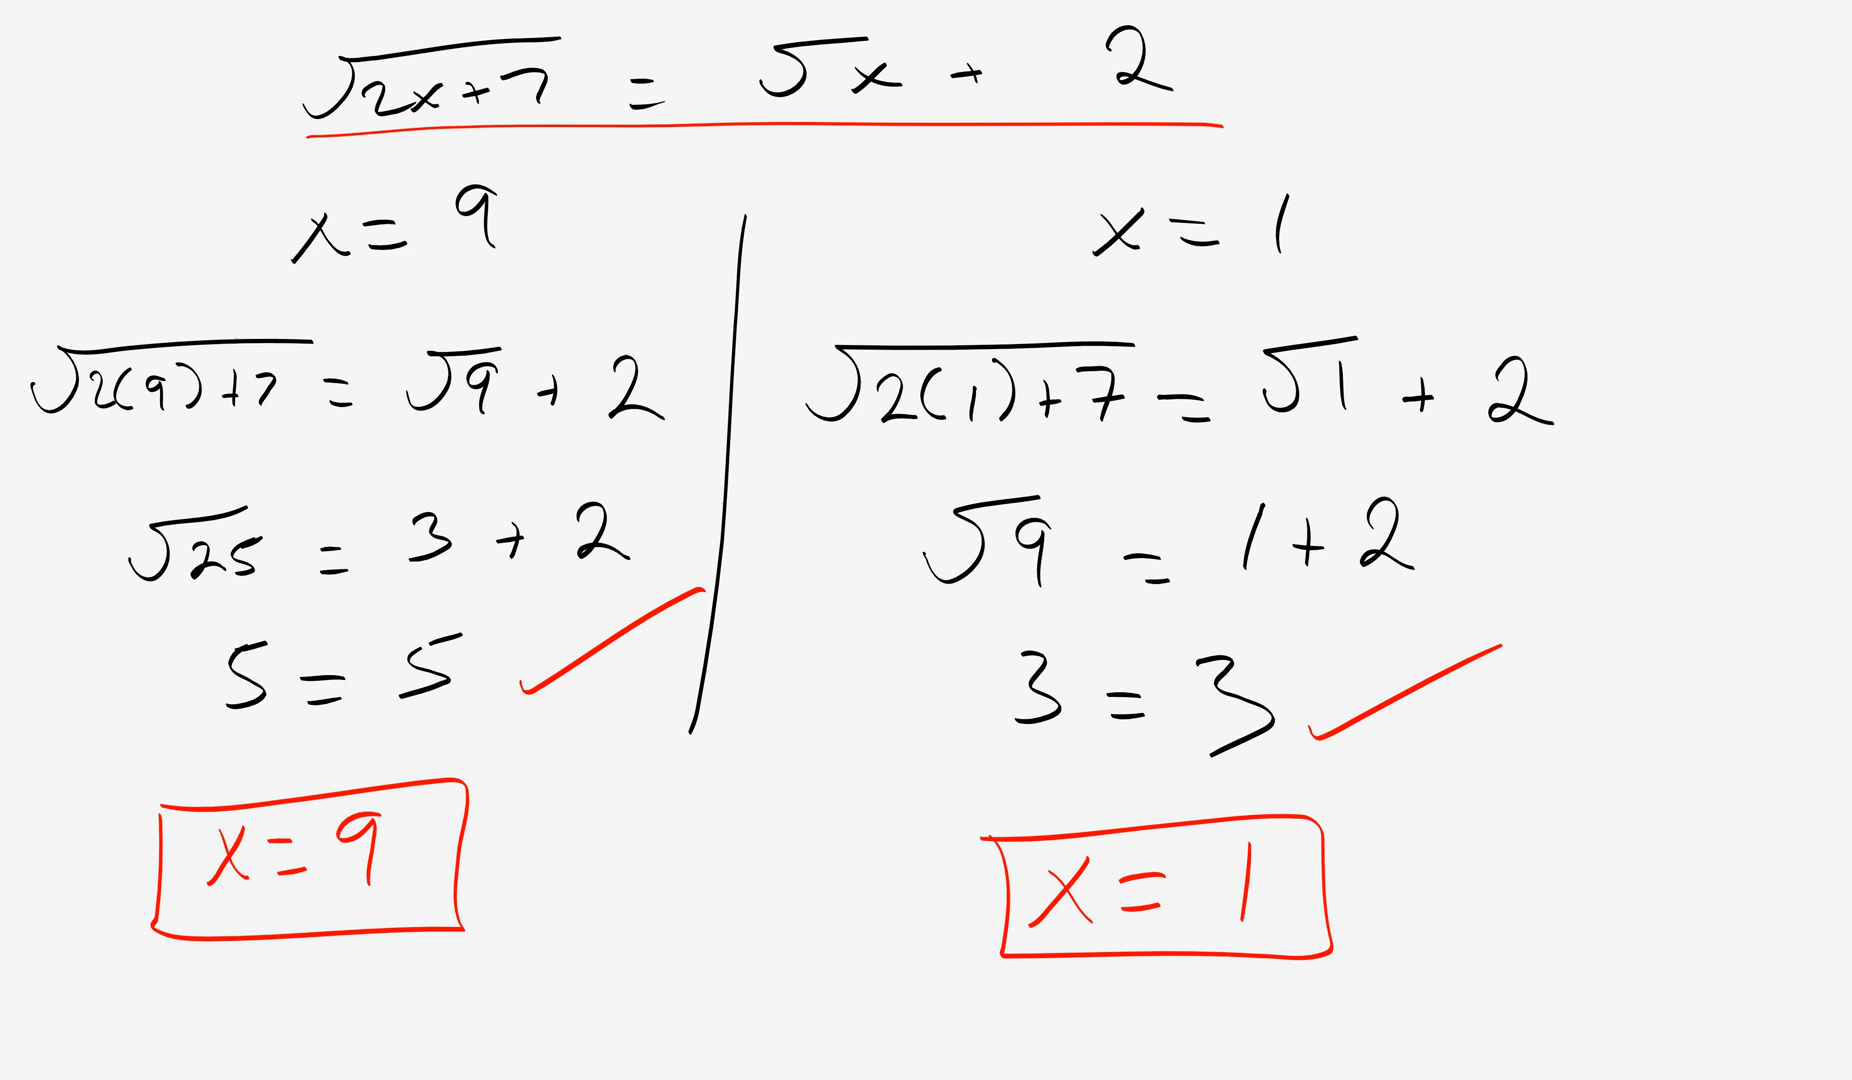 √2x+7 = √x + 2
x = 9
√2(9)+7 = √9 + 2
√25 = 3 + 2
5 = 5 ✓
x = 9
x = 1
√2(1)+7 = √1 + 2
√9 = 1 + 2
3 = 3 ✓
x = 1